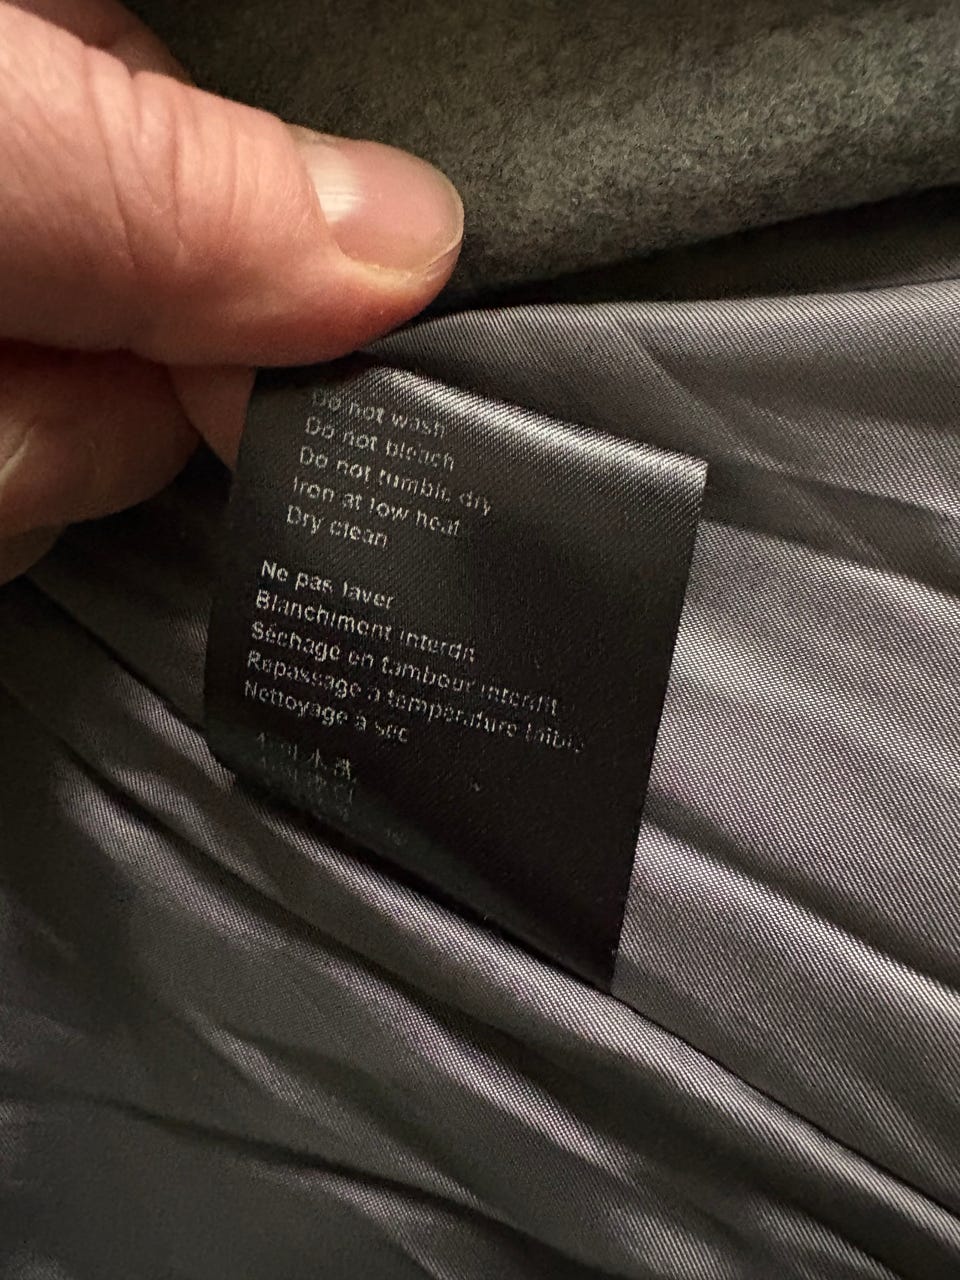 Do not wash
Do not bleach
Do not tumble dry
Iron at low heat
Dry clean
Ne pas laver
Blanchiment interdit
Séchage en tambour interdit
Repassage à température faible
Nettoyage à sec